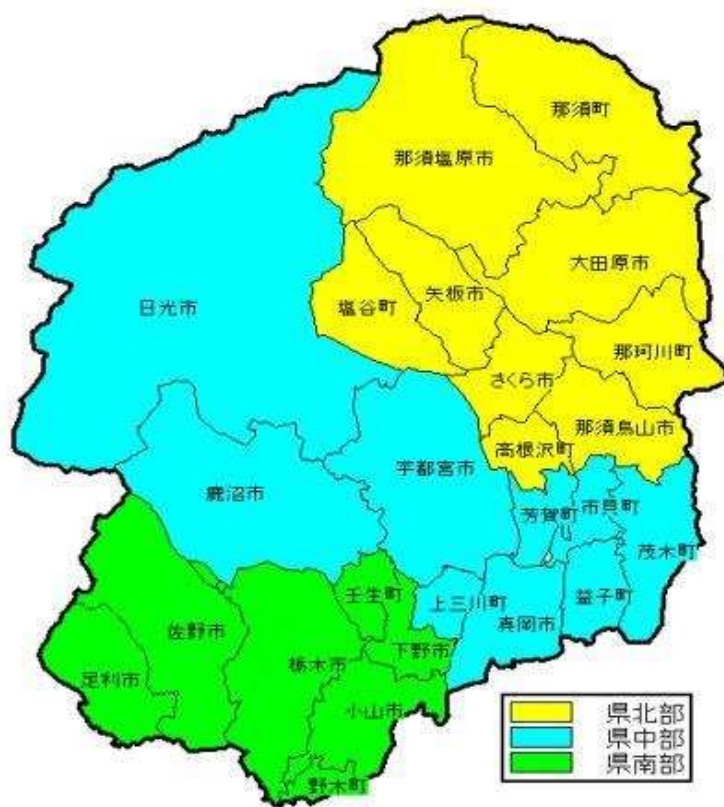 那須町
那須塩原市
大田原市
矢板市
塩谷町
日光市
那珂川町
さくら市
那須烏山市
高根沢町
宇都宮市
鹿沼市
芳賀町
市貝町
茂木町
壬生町
上三川町
益子町
真岡市
佐野市
下野市
栃木市
足利市
小山市
野木町
県北部
県中部
県南部